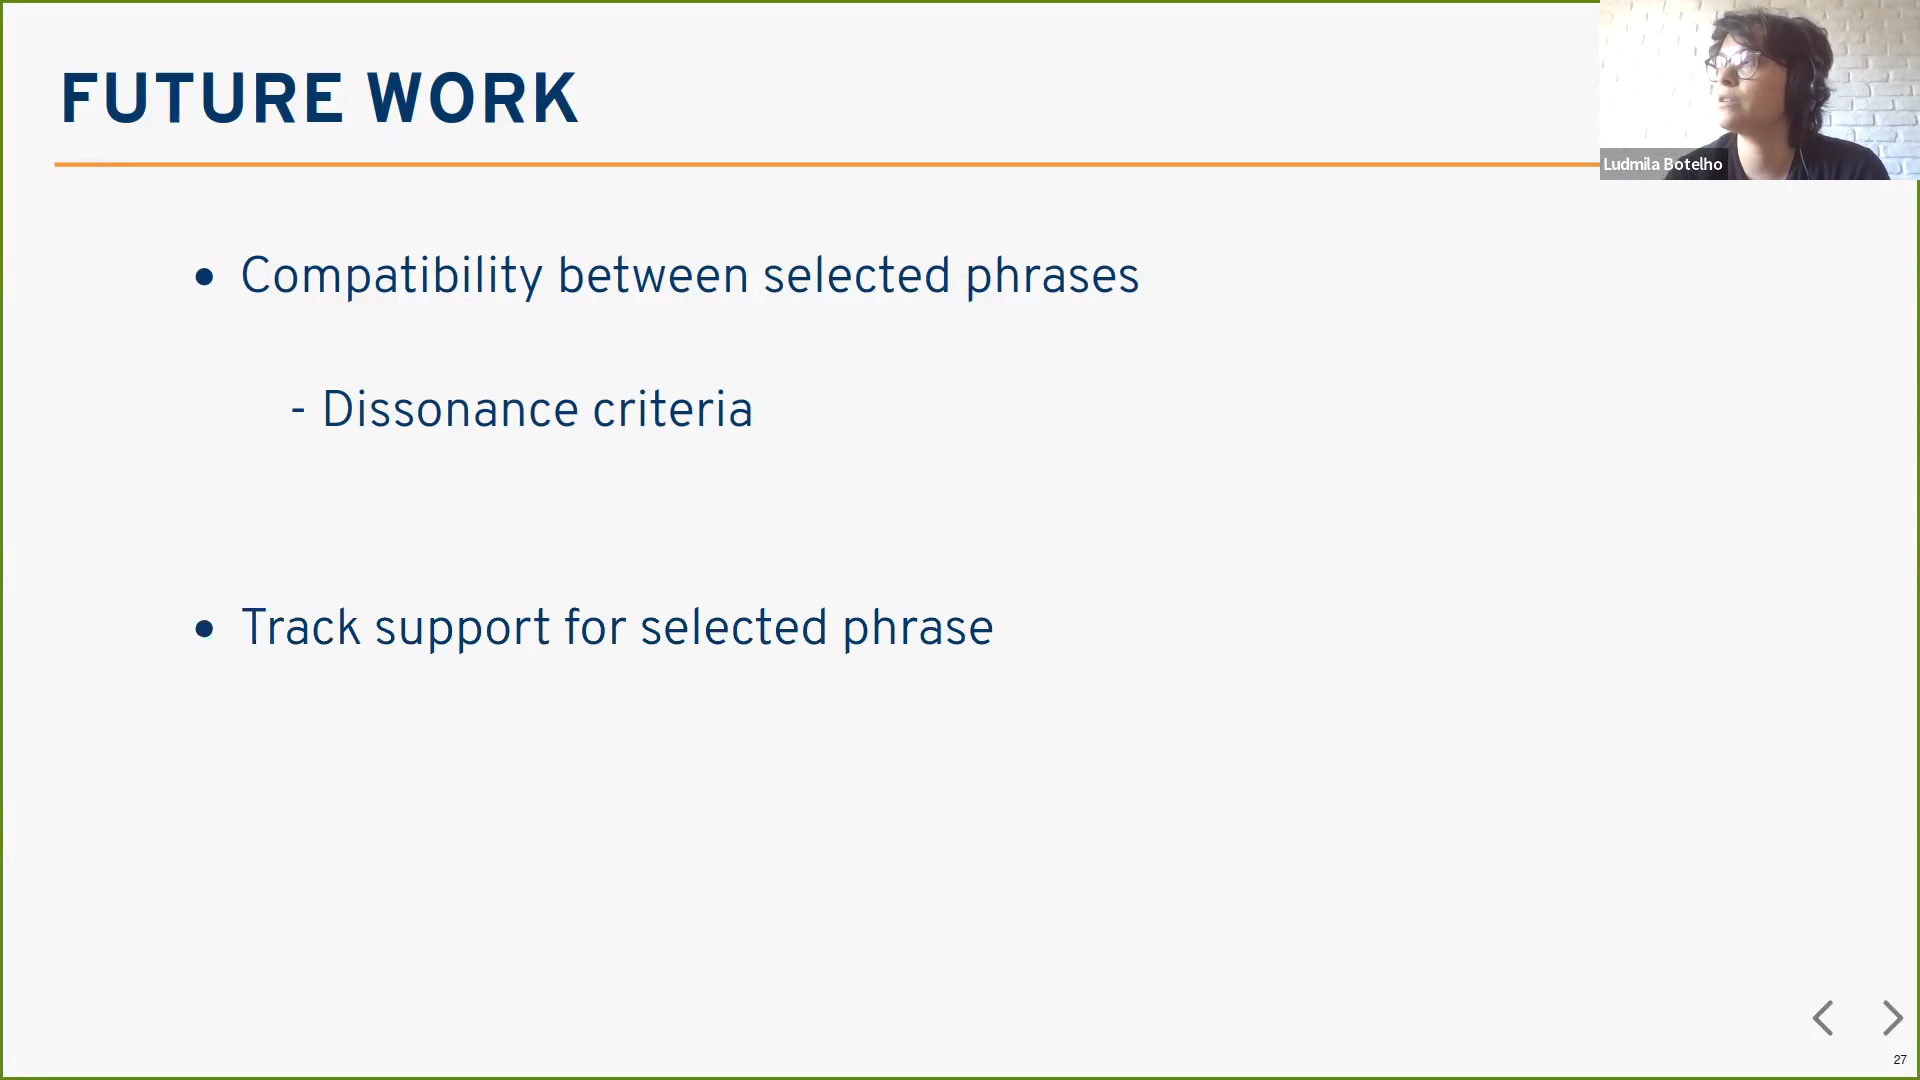 FUTURE WORK
Ludmila Botelho
• Compatibility between selected phrases
- Dissonance criteria
• Track support for selected phrase
27